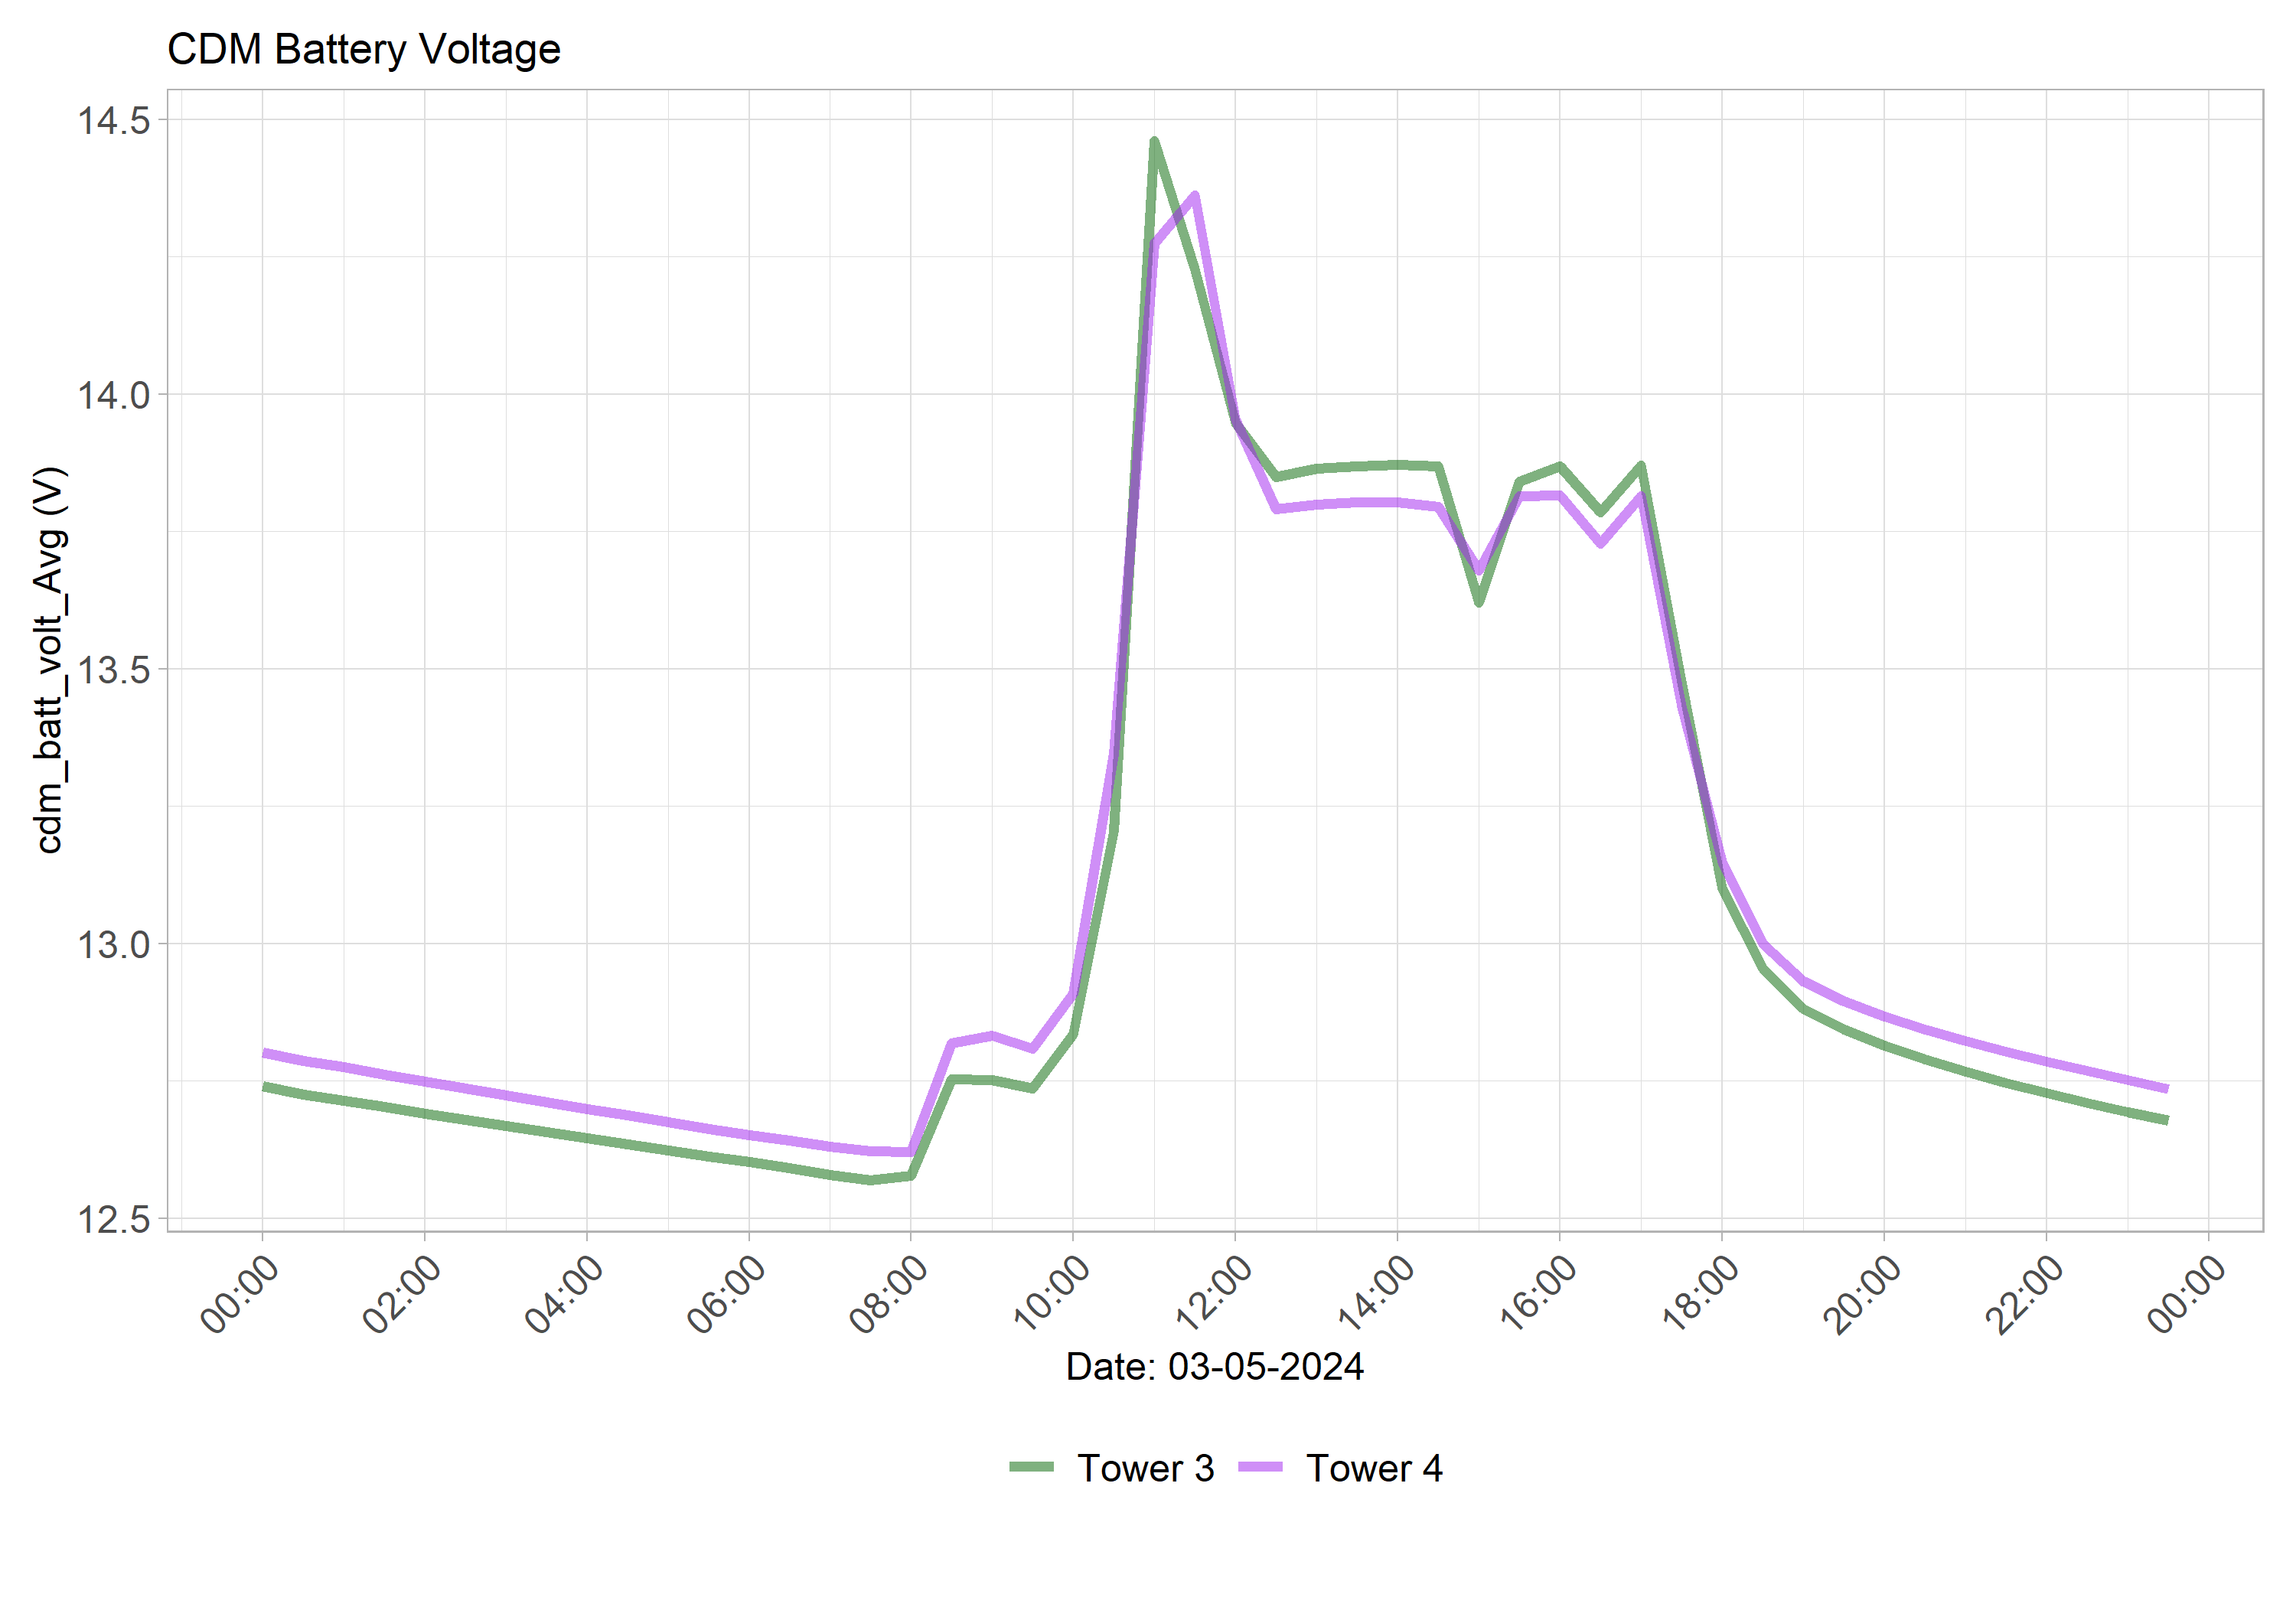 CDM Battery Voltage
14.5
14.0
13.5
13.0
12.5
cdm_batt_volt_Avg (V)
00:00 02:00 04:00 06:00 08:00 10:00 12:00 14:00 16:00 18:00 20:00 22:00 00:00
Date: 03-05-2024
Tower 3 Tower 4